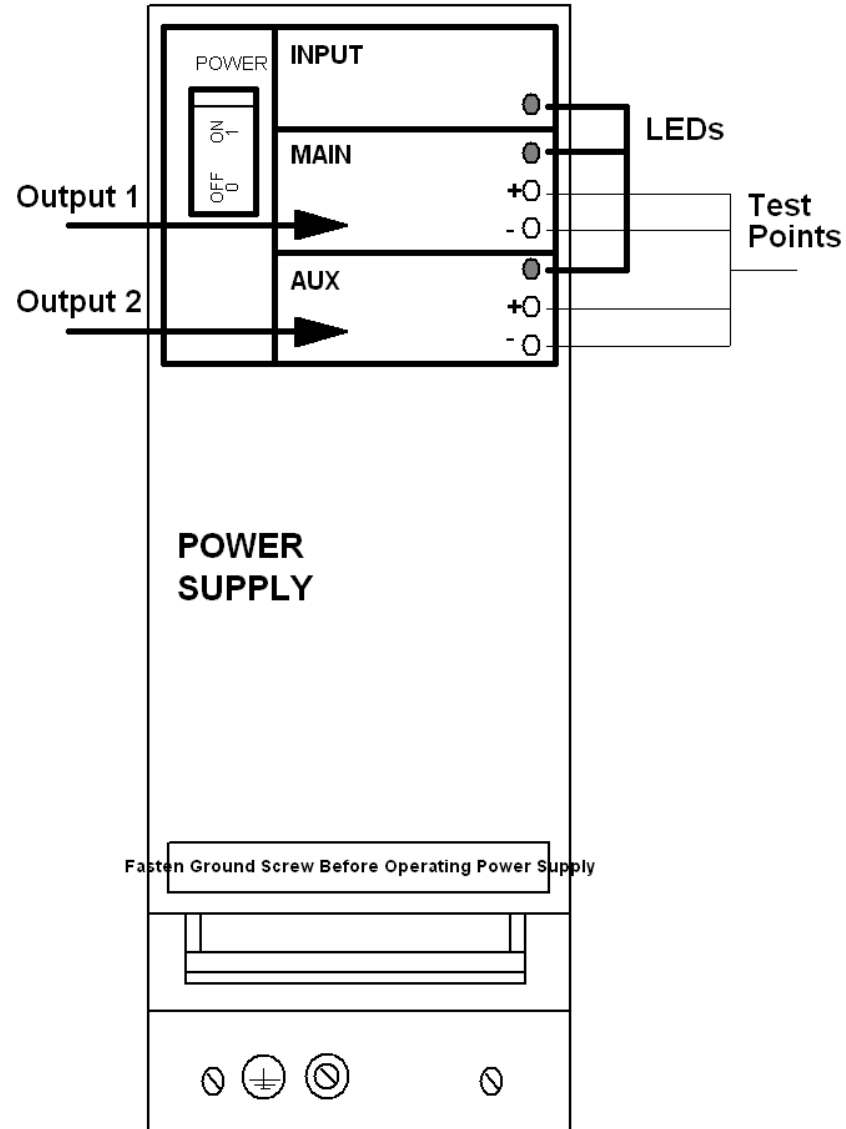 POWER
INPUT
ON
1
OFF
0
LEDs
MAIN
+
-
Output 1
Test
Points
AUX
+
-
Output 2
POWER
SUPPLY
Fasten Ground Screw Before Operating Power Supply